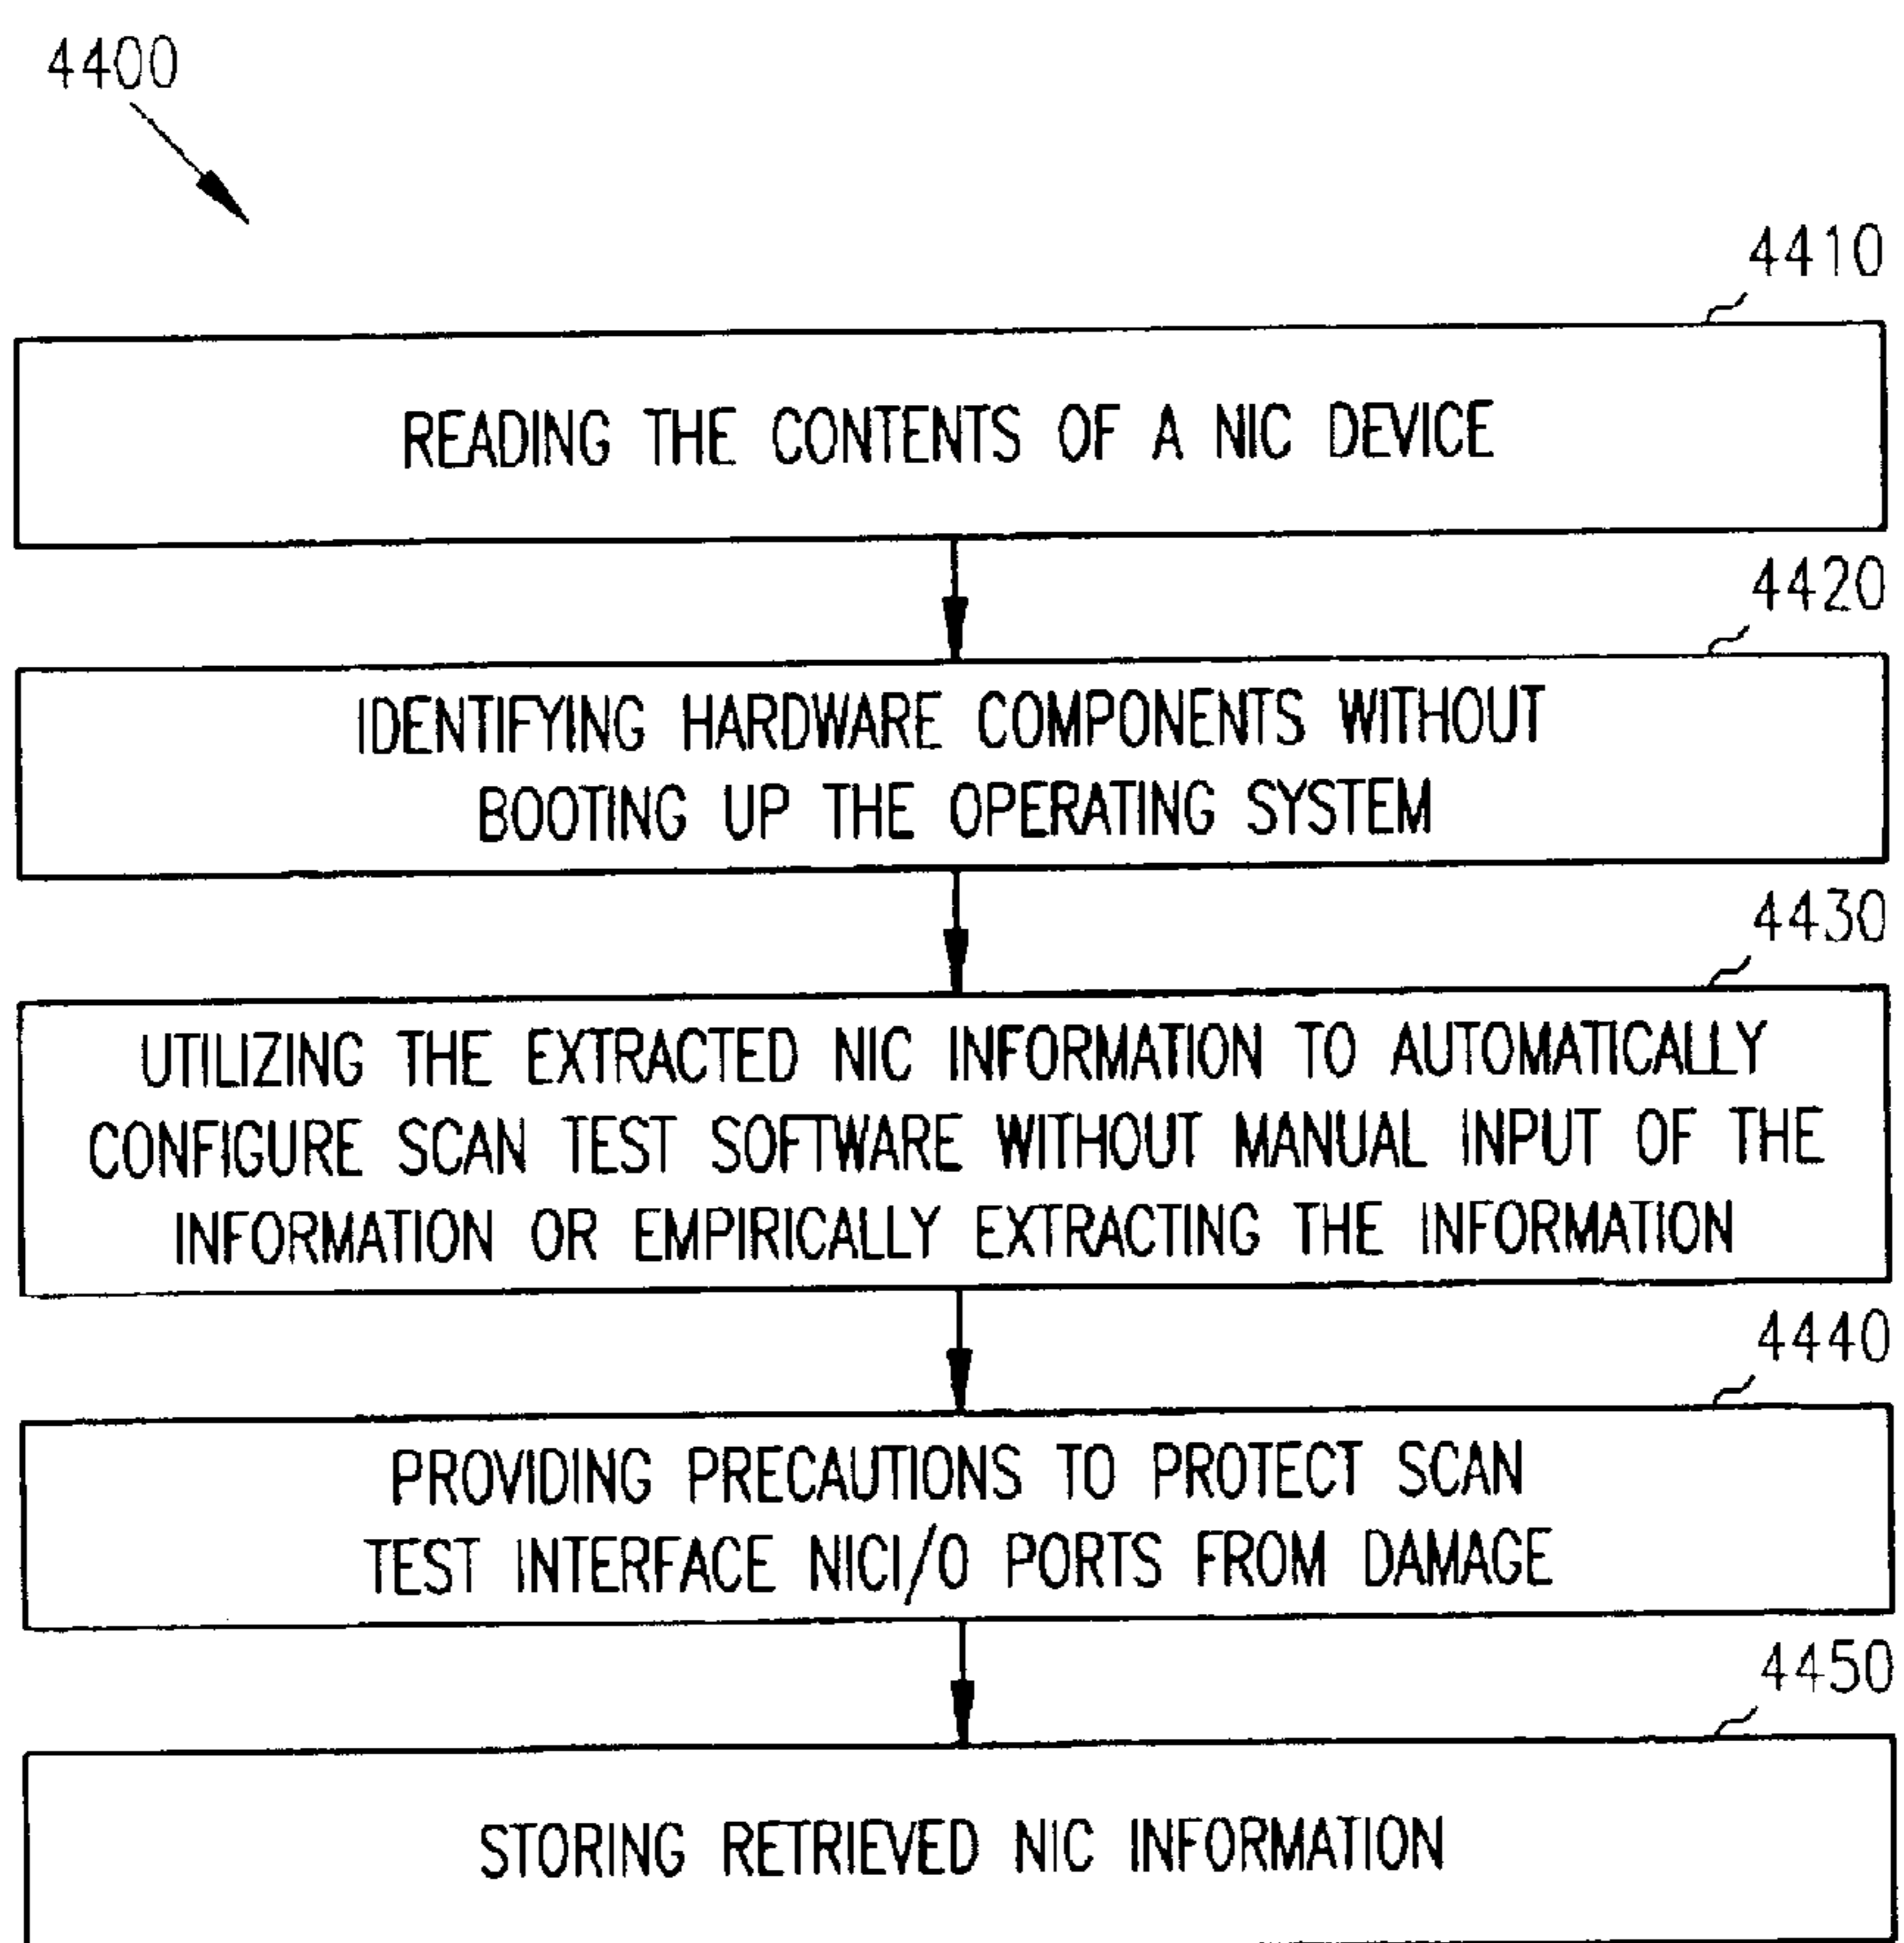 4400
4410
READING THE CONTENTS OF A NIC DEVICE
4420
IDENTIFYING HARDWARE COMPONENTS WITHOUT
BOOTING UP THE OPERATING SYSTEM
4430
UTILIZING THE EXTRACTED NIC INFORMATION TO AUTOMATICALLY
CONFIGURE SCAN TEST SOFTWARE WITHOUT MANUAL INPUT OF THE
INFORMATION OR EMPIRICALLY EXTRACTING THE INFORMATION
4440
PROVIDING PRECAUTIONS TO PROTECT SCAN
TEST INTERFACE NICI/O PORTS FROM DAMAGE
4450
STORING RETRIEVED NIC INFORMATION